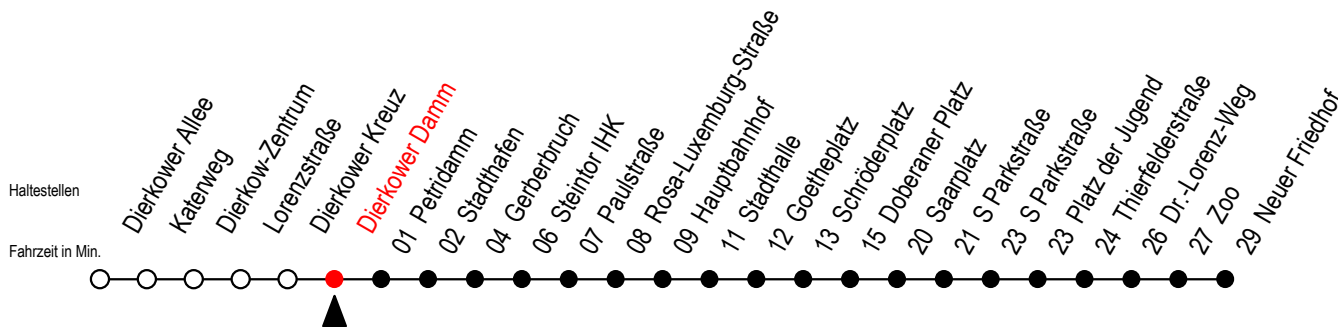 Haltestellen
Fahrzeit in Min.
Dierkower Allee
Katerweg
Dierkow-Zentrum
Lorenzstraße
Dierkower Kreuz
Dierkower Damm
01 Petridamm
02 Stadthafen
04 Gerberbruch
06 Steintor IHK
07 Paulstraße
08 Rosa-Luxemburg-Straße
09 Hauptbahnhof
11 Stadthalle
12 Goetheplatz
13 Schröderplatz
15 Doberaner Platz
20 Saarplatz
21 S Parkstraße
23 S Parkstraße
23 Platz der Jugend
24 Thierfelderstraße
26 Dr.-Lorenz-Weg
27 Zoo
29 Neuer Friedhof